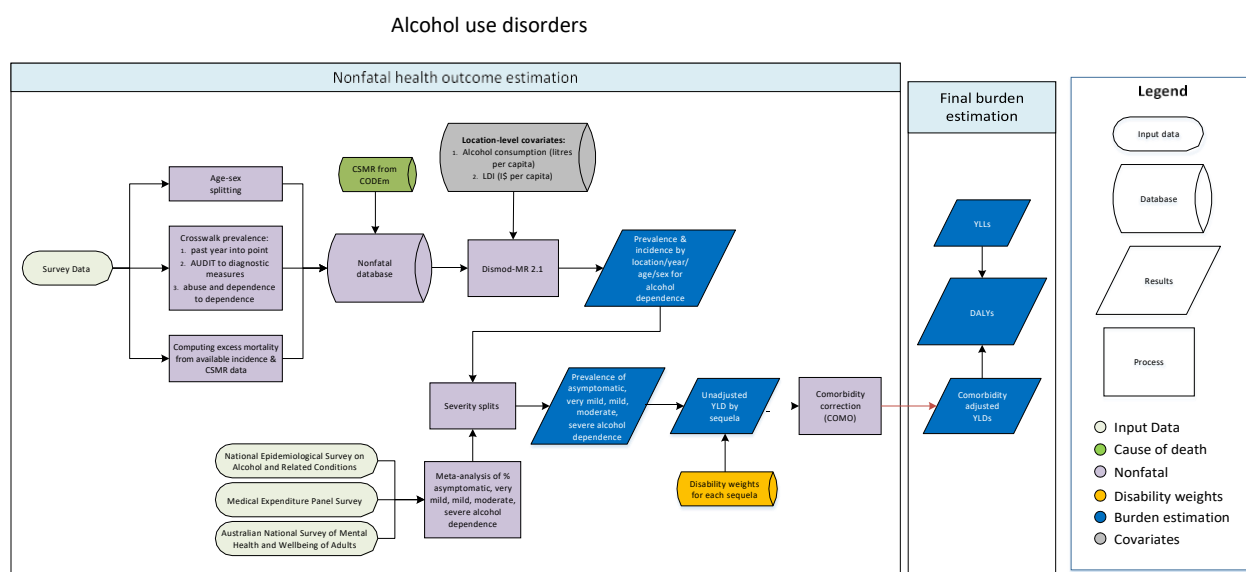 Alcohol use disorders
Nonfatal health outcome estimation
Age-sex
splitting
Survey Data
Crosswalk prevalence:
1. past year into point
2. AUDIT to diagnostic
measures
3. abuse and dependence
to dependence
Computing excess mortality
from available incidence &
CSMR data
CSMR from
CODEm
Nonfatal
database
Location-level covariates:
1. Alcohol consumption (litres
per capita)
2. LDI (I$ per capita)
Dismod-MR 2.1
Prevalence &
incidence by
location/year/
age/sex for
alcohol dependence
Severity splits
Prevalence of
asymptomatic,
very mild, mild,
moderate,
severe alcohol
dependence
Unadjusted
YLD by
sequela
Comorbidity
correction
(COMO)
National Epidemiological Survey on
Alcohol and Related Conditions
Medical Expenditure Panel Survey
Australian National Survey of Mental
Health and Wellbeing of Adults
Meta-analysis of %
asymptomatic, very
mild, mild, moderate,
severe alcohol
dependence
Disability weights
for each sequela
Final burden
estimation
YLLs
DALYs
Comorbidity
adjusted
YLDs
Legend
Input data
Database
Results
Process
Input Data
Cause of death
Nonfatal
Disability weights
Burden estimation
Covariates